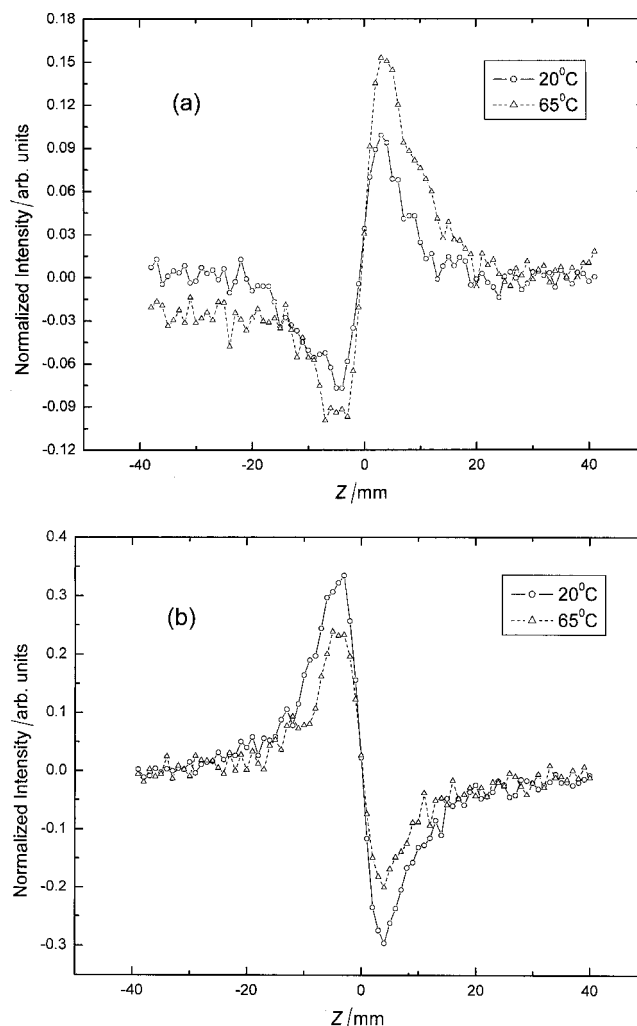 0.18
0.15
0.12
0.09
0.06
0.03
0.00
-0.03
-0.06
-0.09
-0.12
Normalized Intensity /arb. units
(a)
20⁰C
65⁰C
-40
-20
0
20
40
Z /mm
0.4
0.3
0.2
0.1
0.0
-0.1
-0.2
-0.3
Normalized Intensity /arb. units
(b)
20⁰C
65⁰C
-40
-20
0
20
40
Z /mm